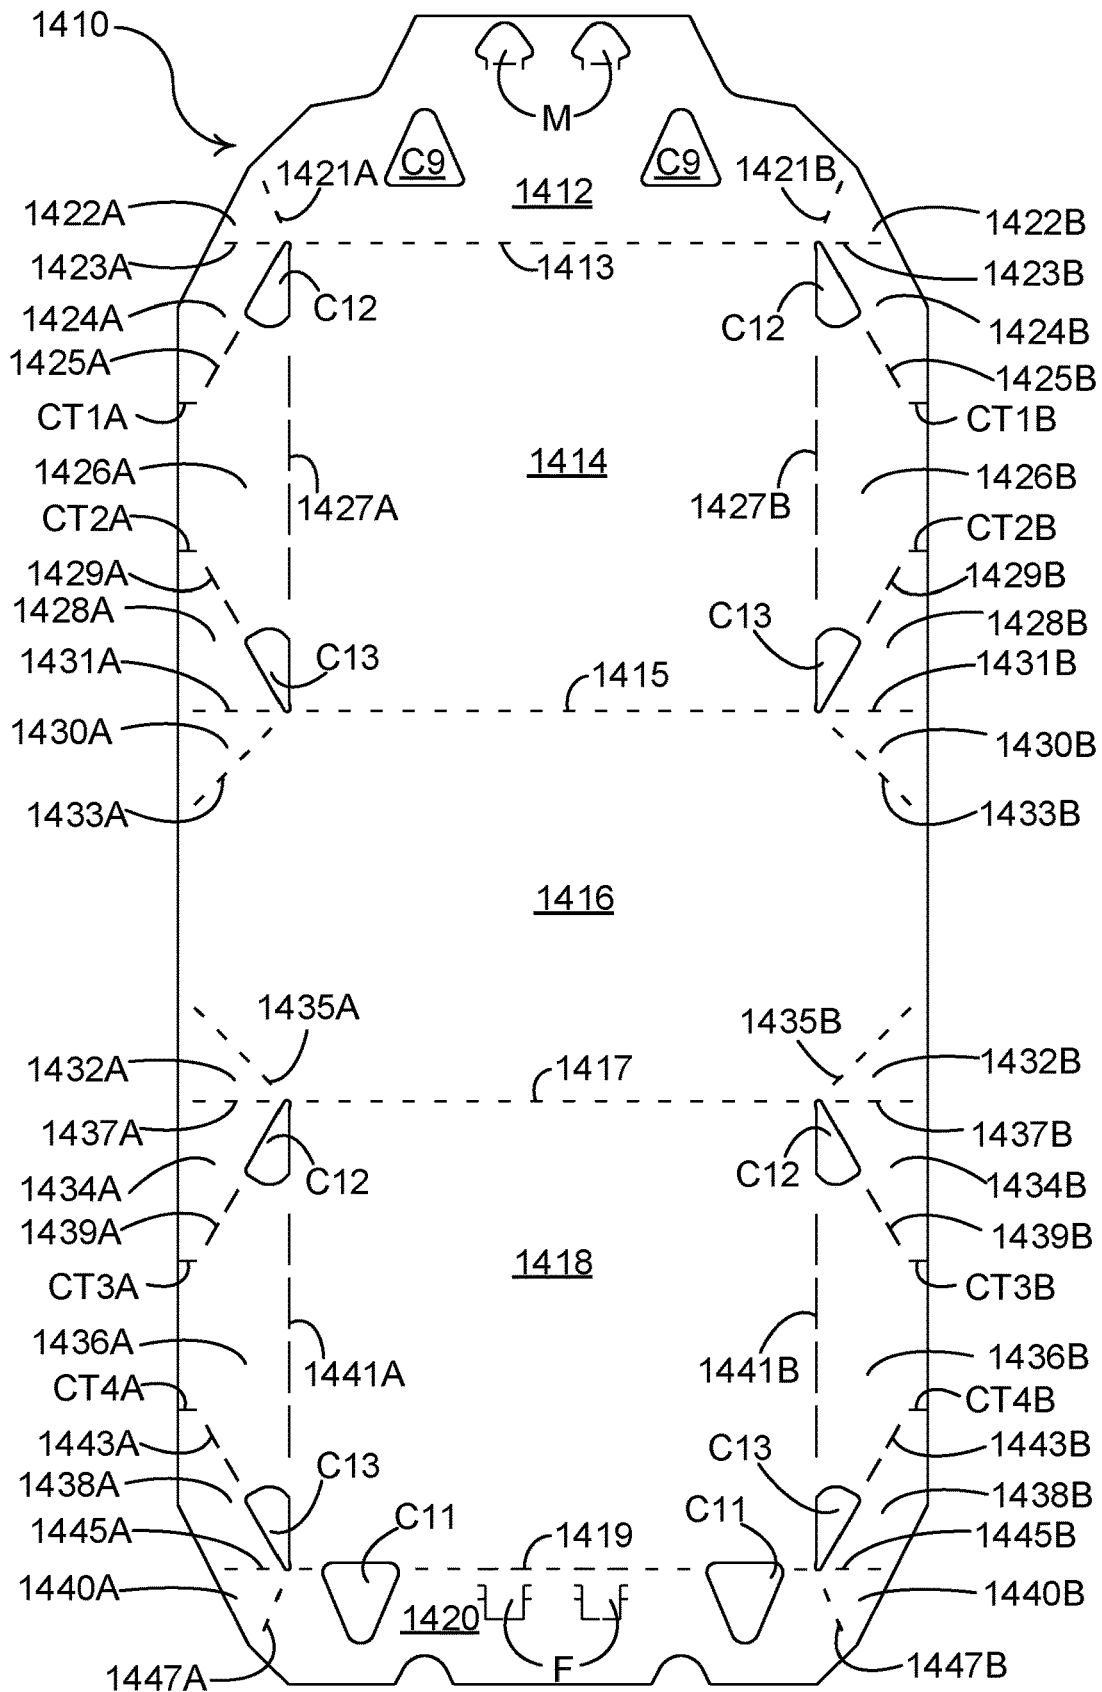 1410
M
C9 C9
1421A 1421B
1412
1422A 1422B
1423A 1413 1423B
C12 C12
1424A 1424B
1425A 1425B
CT1A CT1B
1414
1426A 1426B
1427A 1427B
CT2A CT2B
1429A 1429B
1428A C13 1428B
1431A C13 1415 1431B
1430A 1430B
1433A 1433B
1416
1435A 1435B
1432A 1417 1432B
1437A 1437B
1434A C12 C12 1434B
1439A 1439B
CT3A 1418 CT3B
1436A 1436B
1441A 1441B
CT4A CT4B
1443A C13 C13 1443B
1438A 1438B
C11 C11
1445A 1419 1445B
1440A 1440B
1420
F
1447A 1447B